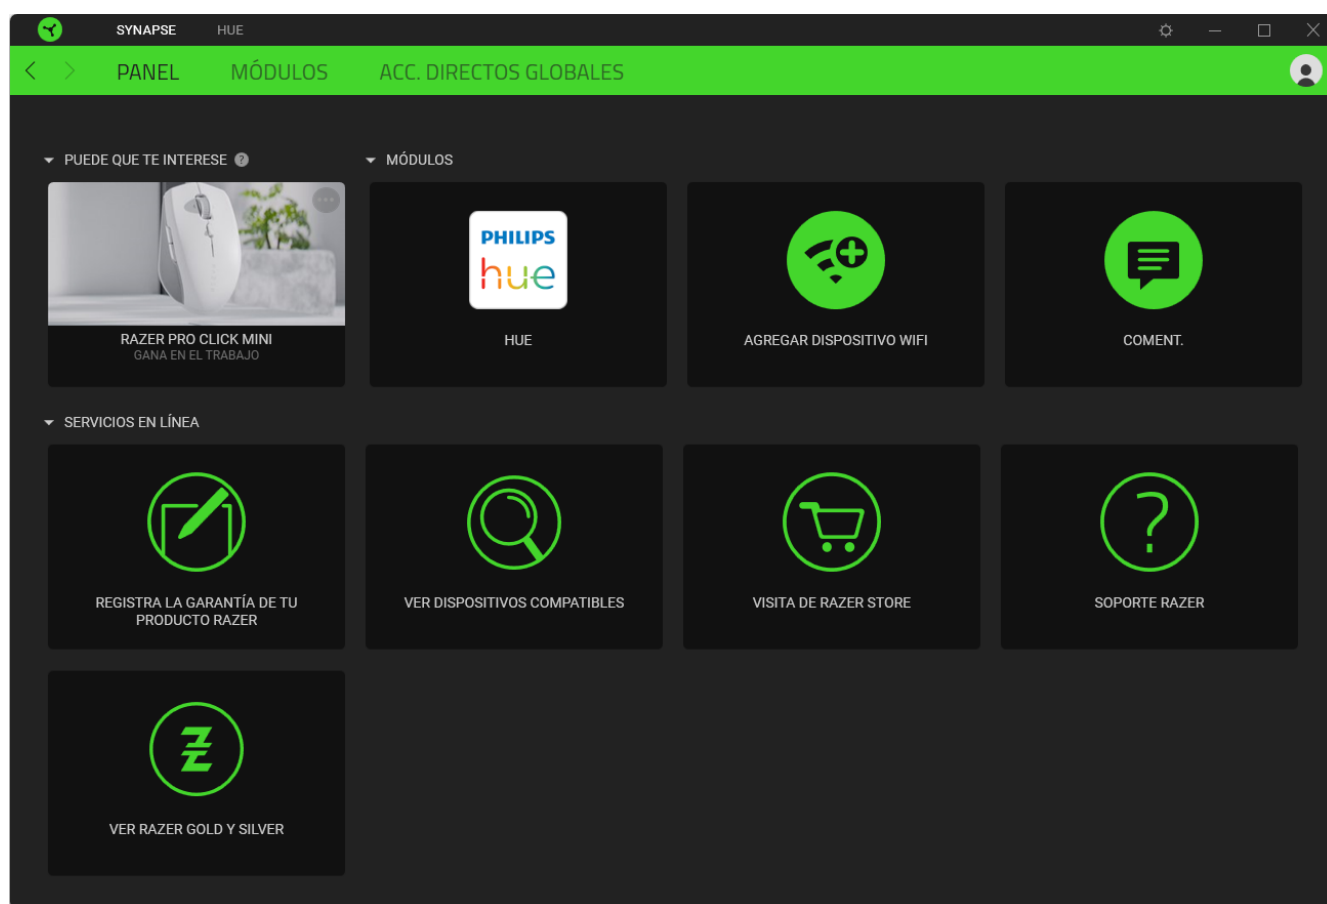 SYNAPSE HUE
PANEL MÓDULOS ACC. DIRECTOS GLOBALES
PUEDE QUE TE INTERESE ?
MÓDULOS
RAZER PRO CLICK MINI
GANA EN EL TRABAJO
PHILIPS
hue
HUE
AGREGAR DISPOSITIVO WIFI
COMENT.
SERVICIOS EN LÍNEA
REGISTRA LA GARANTÍA DE TU
PRODUCTO RAZER
VER DISPOSITIVOS COMPATIBLES
VISITA DE RAZER STORE
?
SOPORTE RAZER
VER RAZER GOLD Y SILVER